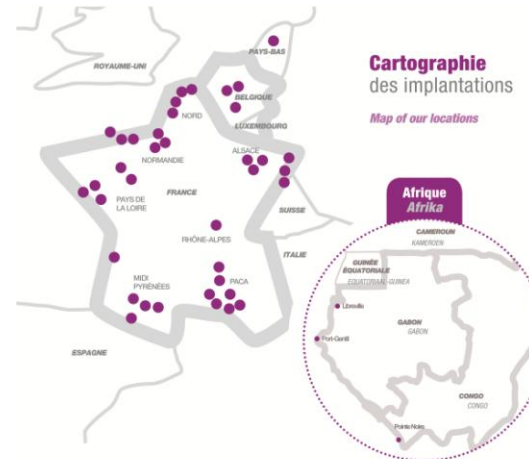 Cartographie
des implantations
Map of our locations
ROYAUME-UNI
PAYS-BAS
BELGIQUE
NORD
LUXEMBOURG
NORMANDIE
ALSACE
PAYS DE
LA LOIRE
FRANCE
SUISSE
RHÔNE-ALPES
ITALIE
MIDI
PYRÉNÉES
PACA
ESPAGNE
Afrique
Afrika
CAMEROUN
KAMEROEN
GUINÉE
ÉQUATORIALE
EQUATORIAAL-GUINEA
Libreville
GABON
GABON
Port-Gentil
CONGO
CONGO
Pointe Noire